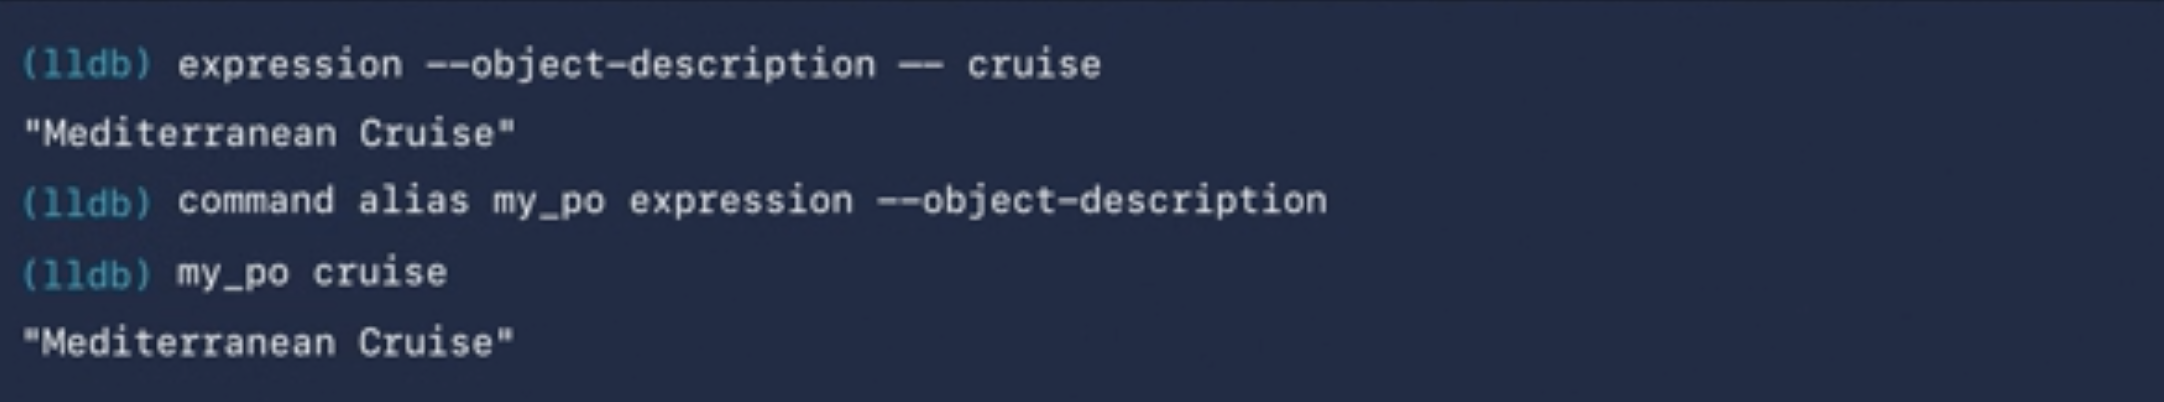 (lldb) expression --object-description -- cruise
"Mediterranean Cruise"
(lldb) command alias my_po expression --object-description
(lldb) my_po cruise
"Mediterranean Cruise"